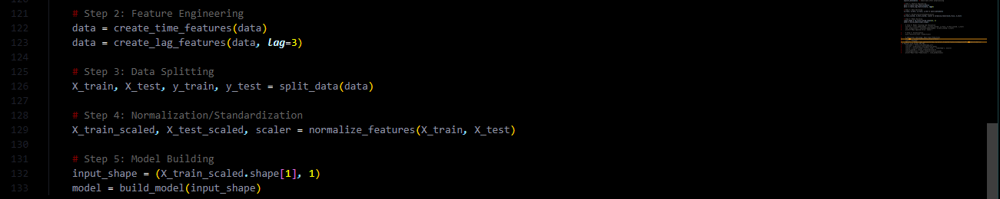 121 # Step 2: Feature Engineering
122 data = create_time_features(data)
123 data = create_lag_features(data, lag=3)
124
125 # Step 3: Data Splitting
126 X_train, X_test, y_train, y_test = split_data(data)
127
128 # Step 4: Normalization/Standardization
129 X_train_scaled, X_test_scaled, scaler = normalize_features(X_train, X_test)
130
131 # Step 5: Model Building
132 input_shape = (X_train_scaled.shape[1], 1)
133 model = build_model(input_shape)